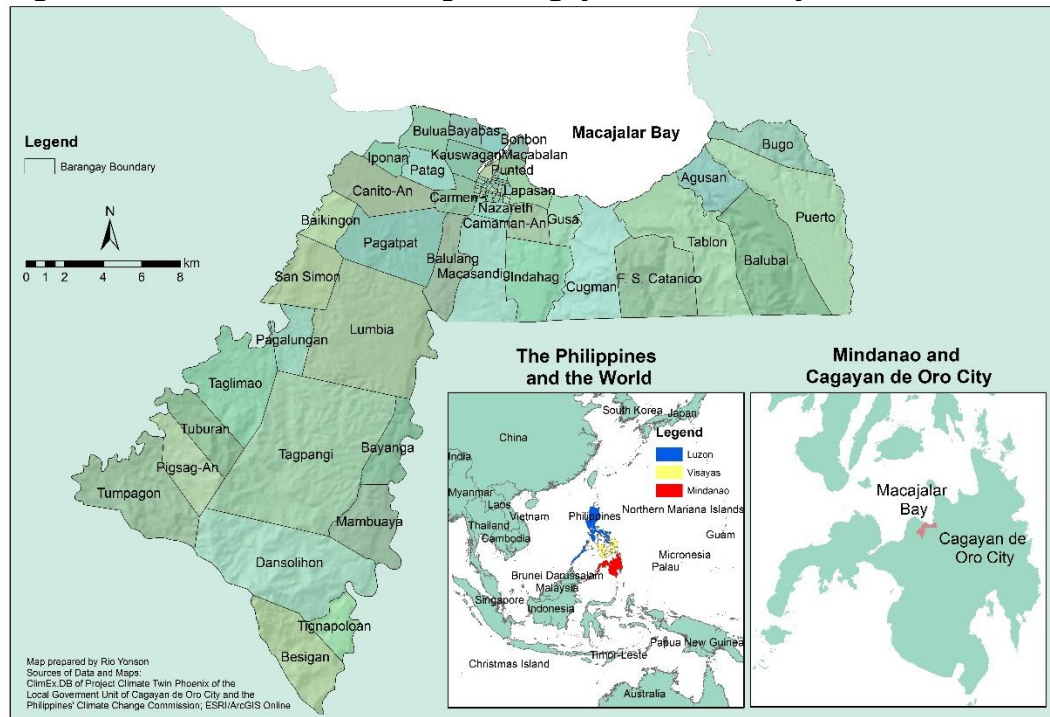 Macajalar Bay
Legend
Barangay Boundary
N
0 1 2 4 6 8
km
Bulua
Bayabas
Bonbon
Kauswagan
Macabalan
Iponan
Patag
Punted
Canito-An
Carmen
Lapasan
Nazareth
Baikingon
Camaman-An
Gusa
Pagatpat
Balulang
Macasandig
Indahag
Cugman
F. S. Catanico
Tablon
Agusan
Bugo
Puerto
Balubal
San Simon
Lumbia
Pagalungan
Taglimao
Tuburan
Pigsag-An
Tagpangi
Bayanga
Tumpagon
Mambuaya
Dansolihon
Tignapoloan
Besigan
The Philippines
and the World
South Korea
Japan
China
Legend
Luzon
Visayas
Mindanao
India
Myanmar
Laos
Vietnam
Thailand
Cambodia
Philippines
Northern Mariana Islands
Guam
Micronesia
Palau
Brunei Darussalam
Malaysia
Singapore
Indonesia
Papua New Guinea
Timor-Leste
Christmas Island
Australia
Mindanao and
Cagayan de Oro City
Macajalar
Bay
Cagayan de
Oro City
Map prepared by Rio Yonson
Sources of Data and Maps:
ClimEx.DB of Project Climate Twin Phoenix of the
Local Goverment Unit of Cagayan de Oro City and the
Philippines' Climate Change Commission; ESRI/ArcGIS Online